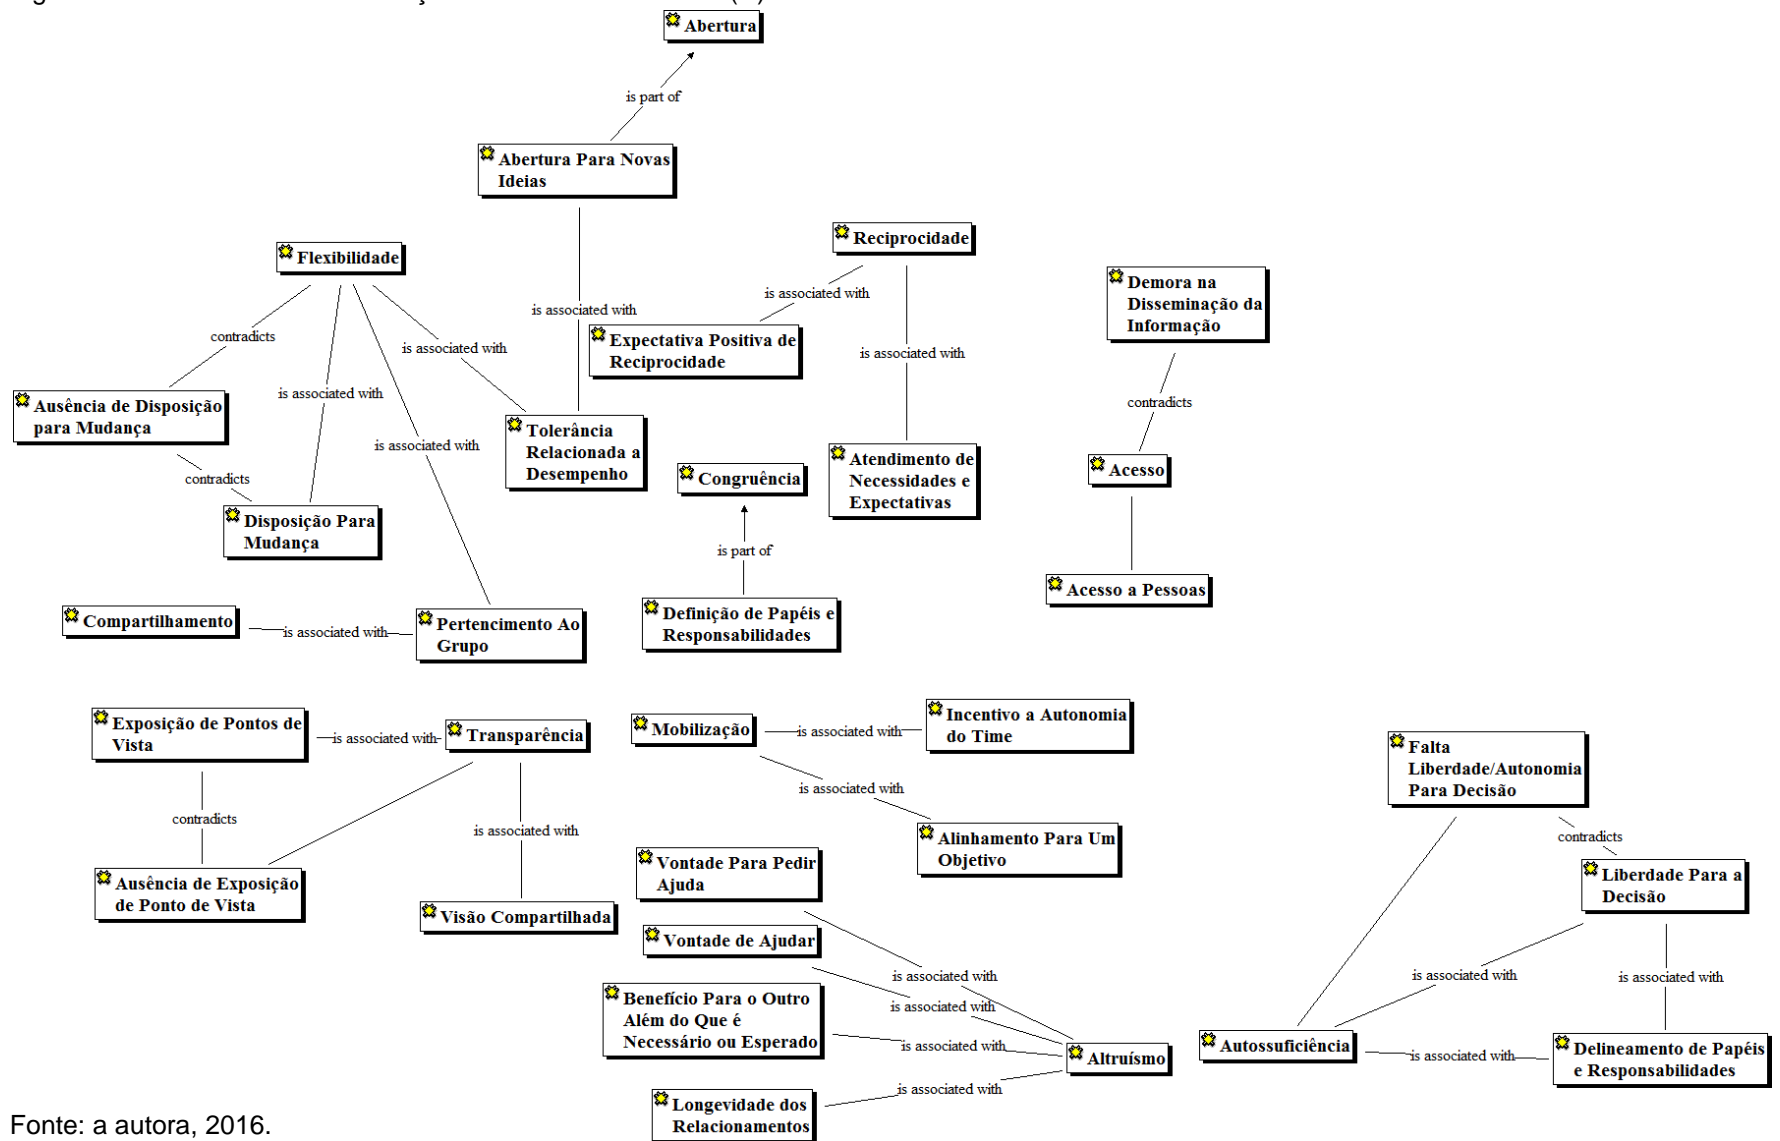 Abertura
is part of
Abertura Para Novas
Ideias
Flexibilidade
Reciprocidade
Demora na
Disseminação da
Informação
is associated with
is associated with
Expectativa Positiva de
Reciprocidade
contradicts
is associated with
is associated with
is associated with
Ausência de Disposição
para Mudança
contradicts
Tolerância
Relacionada a
Desempenho
is associated with
Atendimento de
Necessidades e
Expectativas
Congruência
Acesso
contradicts
Disposição Para
Mudança
is part of
Acesso a Pessoas
Compartilhamento
is associated with
Pertencimento Ao
Grupo
Definição de Papéis e
Responsabilidades
Exposição de Pontos de
Vista
is associated with
Transparência
Mobilização
is associated with
Incentivo a Autonomia
do Time
Falta
Liberdade/Autonomia
Para Decisão
is associated with
contradicts
is associated with
Alinhamento Para Um
Objetivo
contradicts
Vontade Para Pedir
Ajuda
Ausência de Exposição
de Ponto de Vista
Visão Compartilhada
Liberdade Para a
Decisão
Vontade de Ajudar
is associated with
is associated with
is associated with
Benefício Para o Outro
Além do Que é
Necessário ou Esperado
is associated with
is associated with
Altruísmo
Autossuficiência
is associated with
Delineamento de Papéis
e Responsabilidades
is associated with
Longevidade dos
Relacionamentos
Fonte: a autora, 2016.